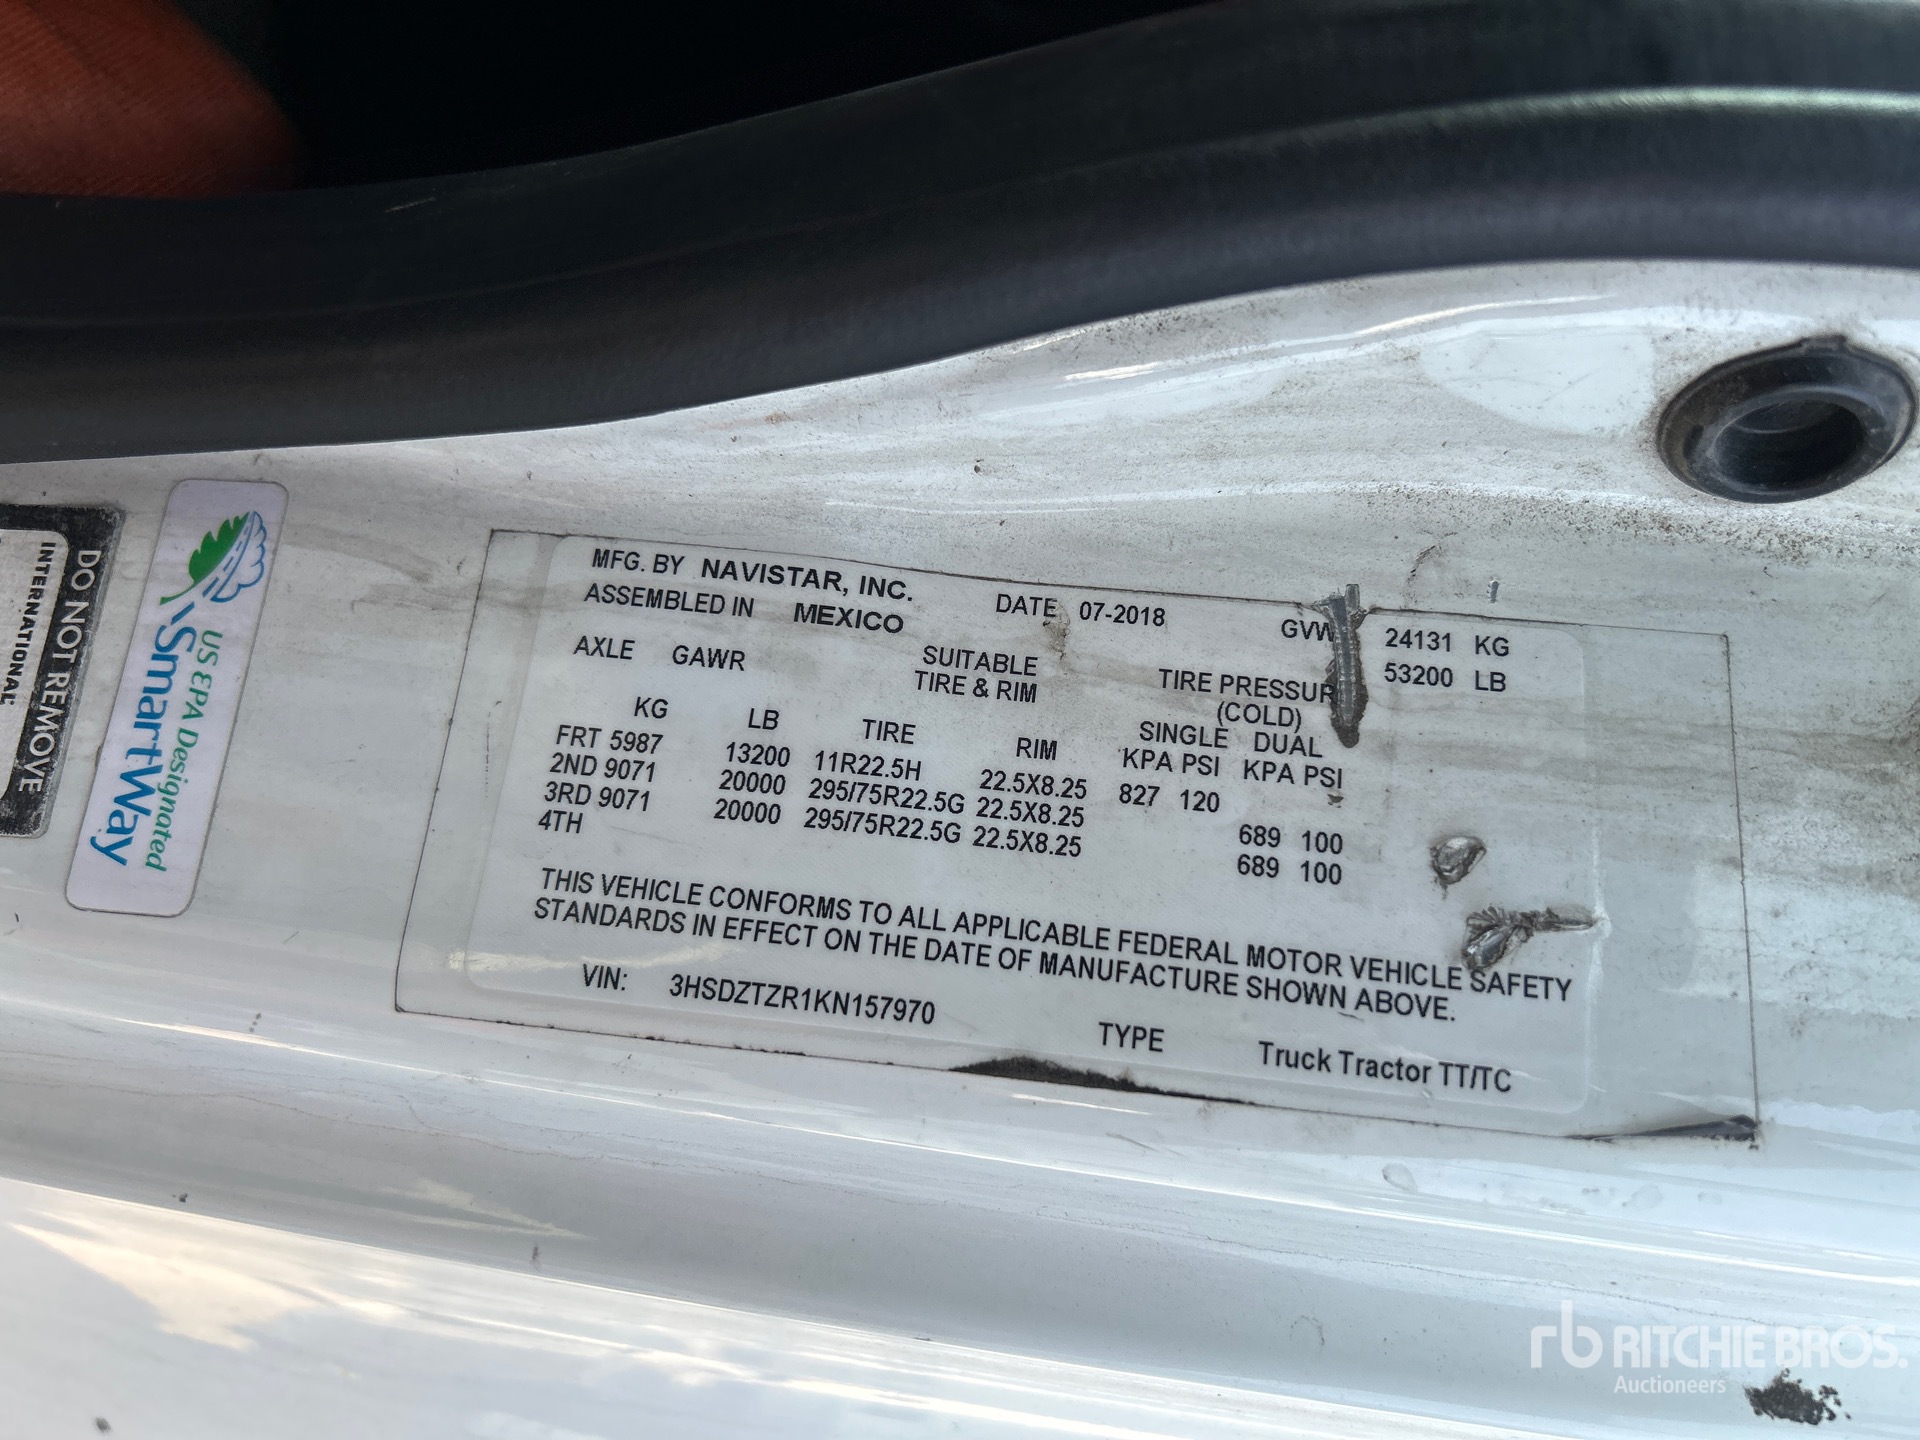 DO NOT REMOVE
INTERNATIONAL
US EPA Designated
SmartWay
MFG. BY NAVISTAR, INC. DATE 07-2018 GVW 24131 KG
ASSEMBLED IN MEXICO 53200 LB
AXLE GAWR SUITABLE TIRE PRESSUR
TIRE & RIM (COLD)
SINGLE DUAL
KG LB TIRE RIM KPA PSI KPA PSI
FRT 5987 13200 11R22.5H 22.5X8.25 827 120
2ND 9071 20000 295/75R22.5G 22.5X8.25 689 100
3RD 9071 20000 295/75R22.5G 22.5X8.25 689 100
4TH
THIS VEHICLE CONFORMS TO ALL APPLICABLE FEDERAL MOTOR VEHICLE SAFETY
STANDARDS IN EFFECT ON THE DATE OF MANUFACTURE SHOWN ABOVE.
VIN: 3HSDZTZR1KN157970 TYPE Truck Tractor TT/TC
rb RITCHIE BROS.
Auctioneers